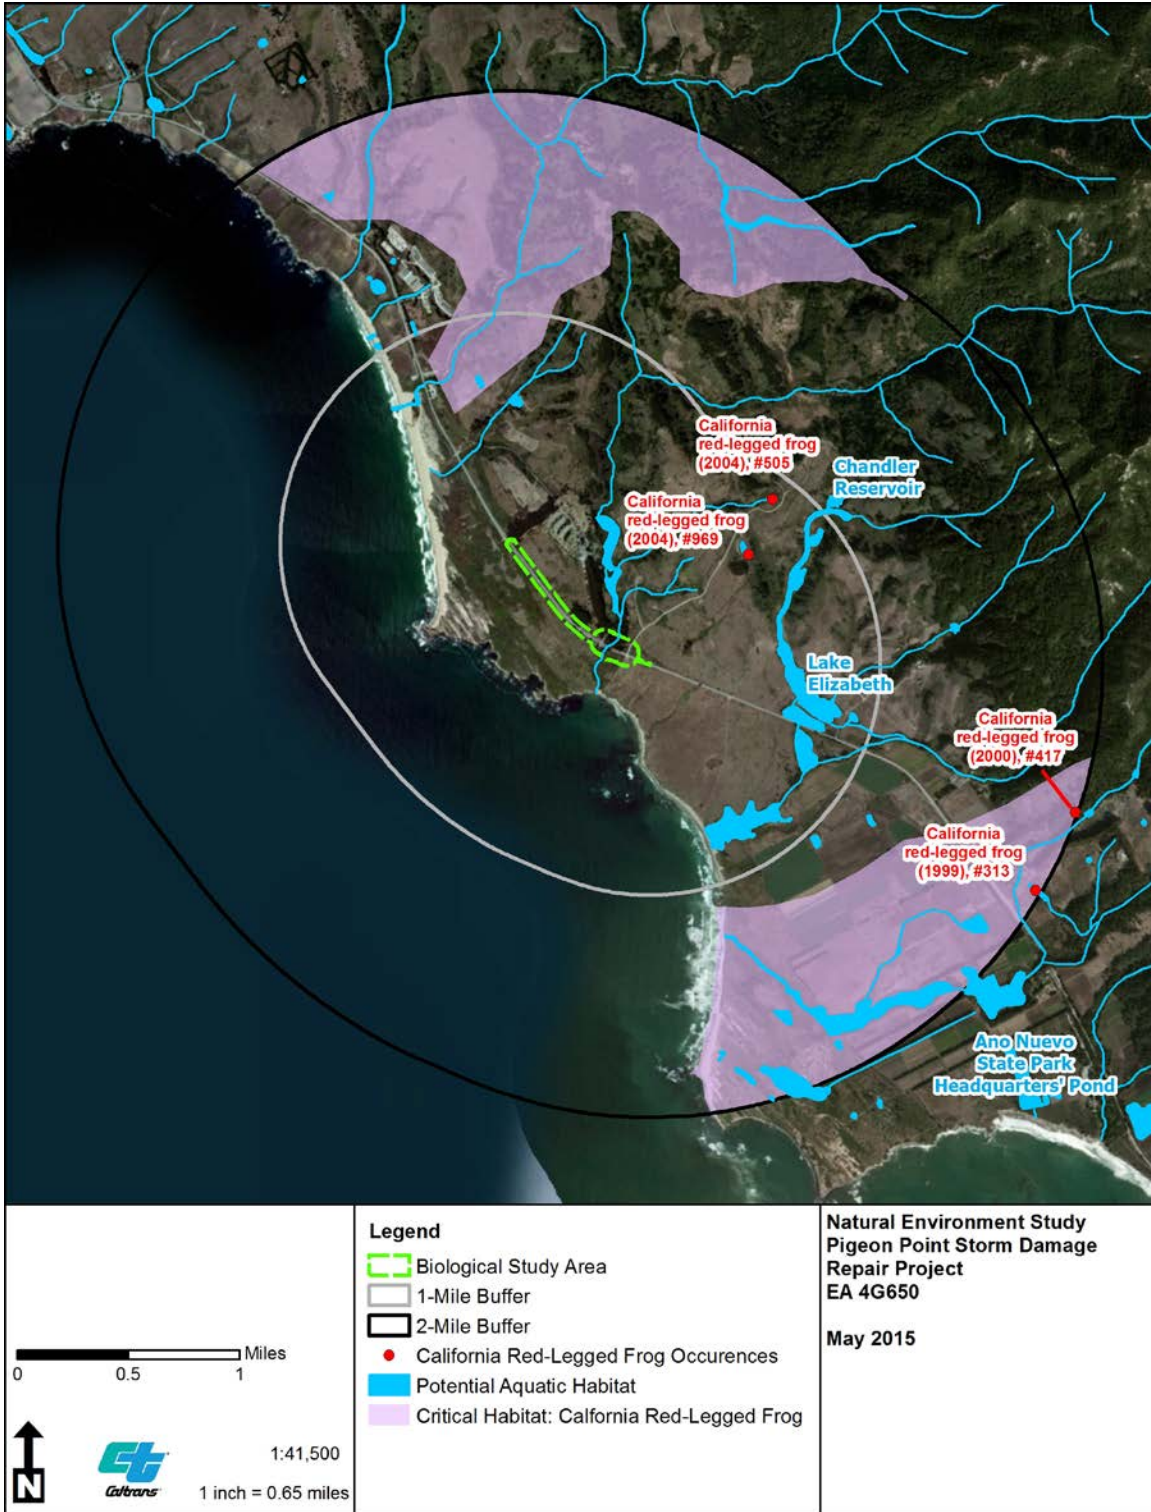 California
red-legged frog
(2004), #505
Chandler
Reservoir
California
red-legged frog
(2004), #969
Lake
Elizabeth
California
red-legged frog
(2000), #417
California
red-legged frog
(1999), #313
Ano Nuevo
State Park
Headquarters' Pond
Legend
Biological Study Area
1-Mile Buffer
2-Mile Buffer
California Red-Legged Frog Occurences
Potential Aquatic Habitat
Critical Habitat: Calfornia Red-Legged Frog
Miles
0 0.5 1
N
Caltrans
1:41,500
1 inch = 0.65 miles
Natural Environment Study
Pigeon Point Storm Damage
Repair Project
EA 4G650
May 2015